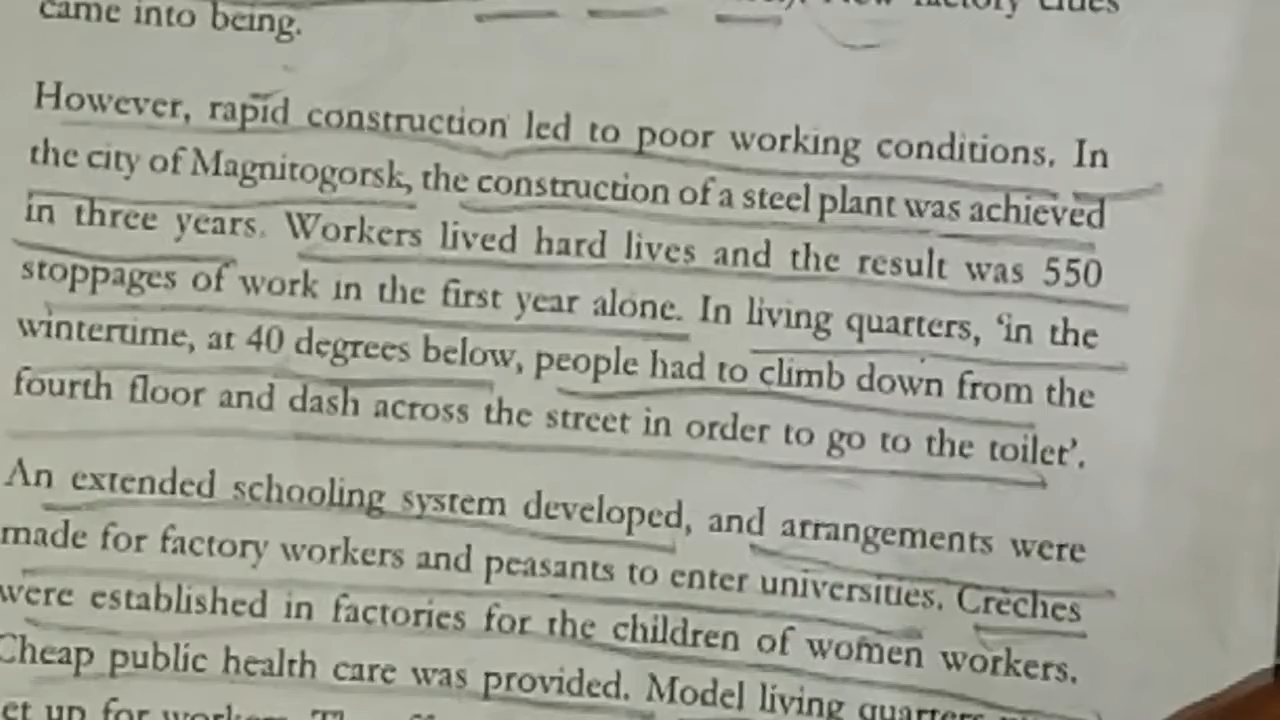 came into being.
However, rapid construction led to poor working conditions. In
the city of Magnitogorsk, the construction of a steel plant was achieved
in three years. Workers lived hard lives and the result was 550
stoppages of work in the first year alone. In living quarters, ‘in the
wintertime, at 40 degrees below, people had to climb down from the
fourth floor and dash across the street in order to go to the toilet’.
An extended schooling system developed, and arrangements were
made for factory workers and peasants to enter universities. Crèches
were established in factories for the children of women workers.
Cheap public health care was provided. Model living quarters